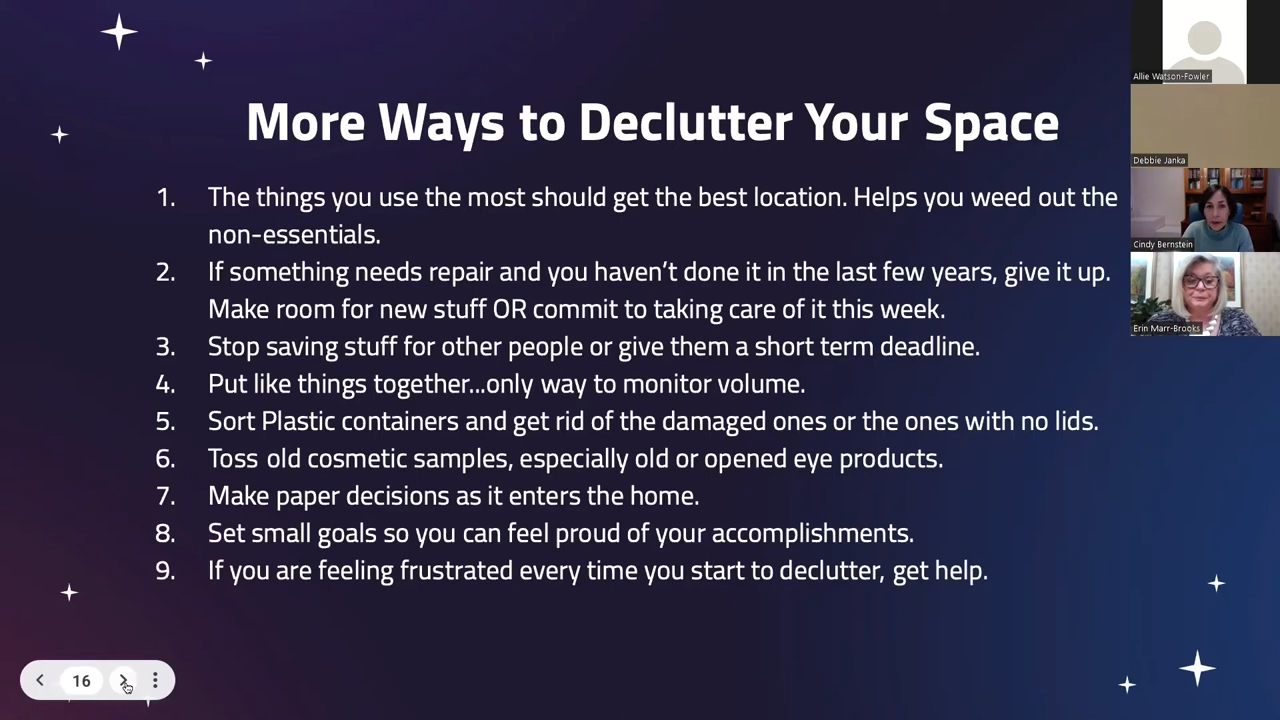 More Ways to Declutter Your Space
1. The things you use the most should get the best location. Helps you weed out the
non-essentials.
2. If something needs repair and you haven't done it in the last few years, give it up.
Make room for new stuff OR commit to taking care of it this week.
3. Stop saving stuff for other people or give them a short term deadline.
4. Put like things together...only way to monitor volume.
5. Sort Plastic containers and get rid of the damaged ones or the ones with no lids.
6. Toss old cosmetic samples, especially old or opened eye products.
7. Make paper decisions as it enters the home.
8. Set small goals so you can feel proud of your accomplishments.
9. If you are feeling frustrated every time you start to declutter, get help.
16
Allie Watson-Fowler
Debbie Janka
Cindy Bernstein
Erin Marr-Brooks